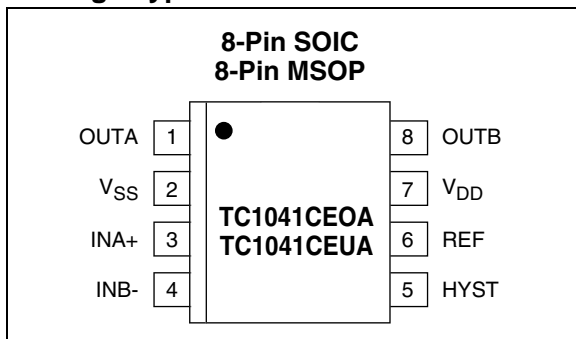 8-Pin SOIC
8-Pin MSOP
OUTA 1 8 OUTB
VSS 2 7 VDD
TC1041CEOA
INA+ 3 6 REF
TC1041CEUA
INB- 4 5 HYST